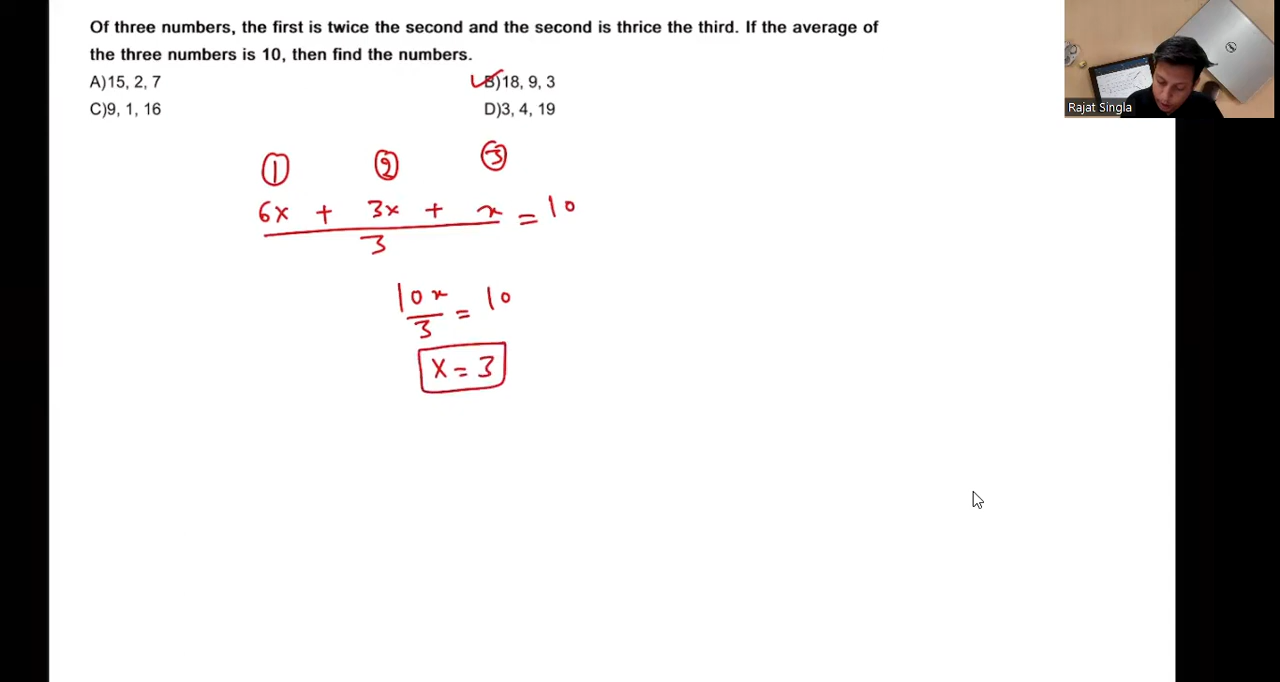 Of three numbers, the first is twice the second and the second is thrice the third. If the average of
the three numbers is 10, then find the numbers.
A)15, 2, 7 B)18, 9, 3
C)9, 1, 16 D)3, 4, 19
Rajat Singla
① ② ③
6x + 3x + x = 10
3
10x = 10
3
x = 3